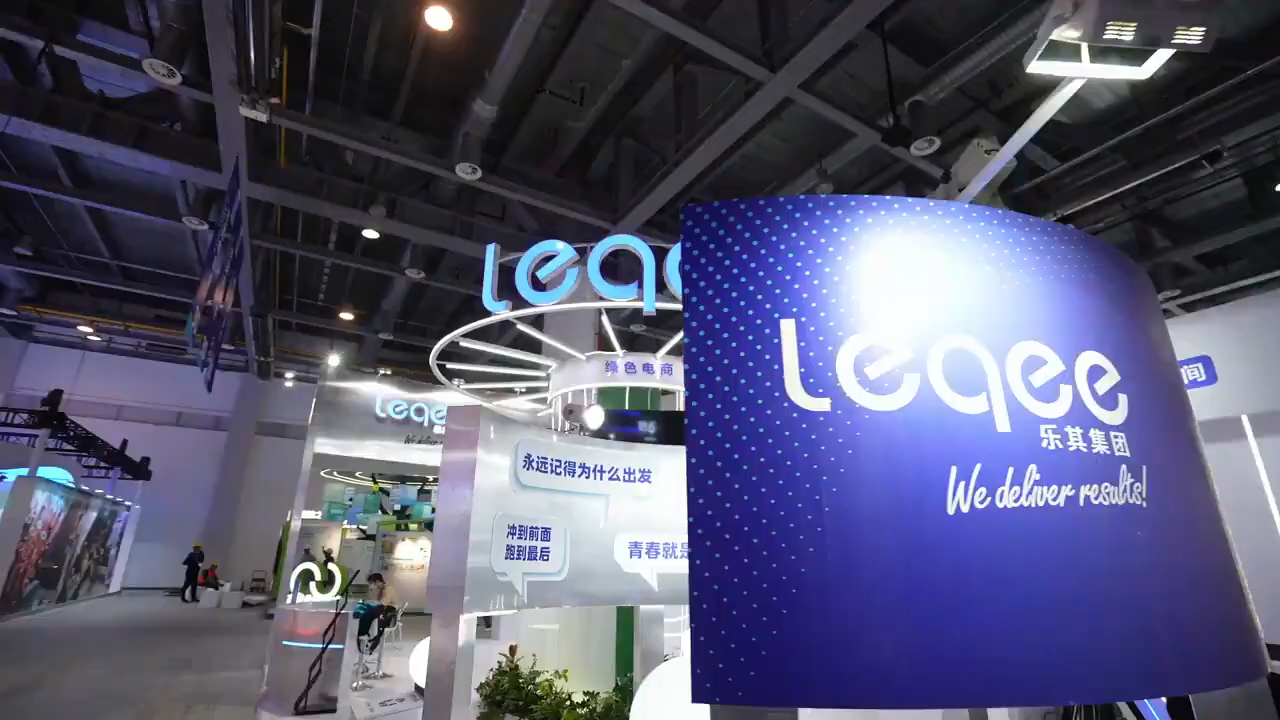 leqee
绿色电商
leqee
永远记得为什么出发
冲到前面
跑到最后
青春就是
leqee
乐其集团
We deliver results!
间